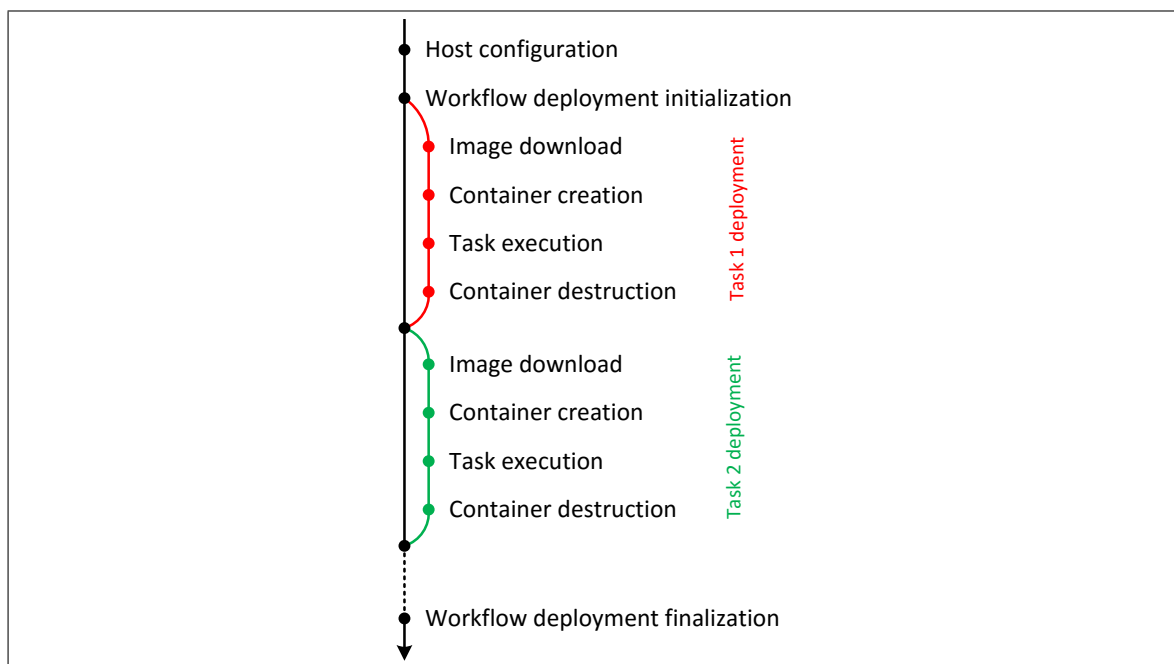 Host configuration
Workflow deployment initialization
Image download
Container creation
Task execution
Container destruction
Task 1 deployment
Image download
Container creation
Task execution
Container destruction
Task 2 deployment
Workflow deployment finalization